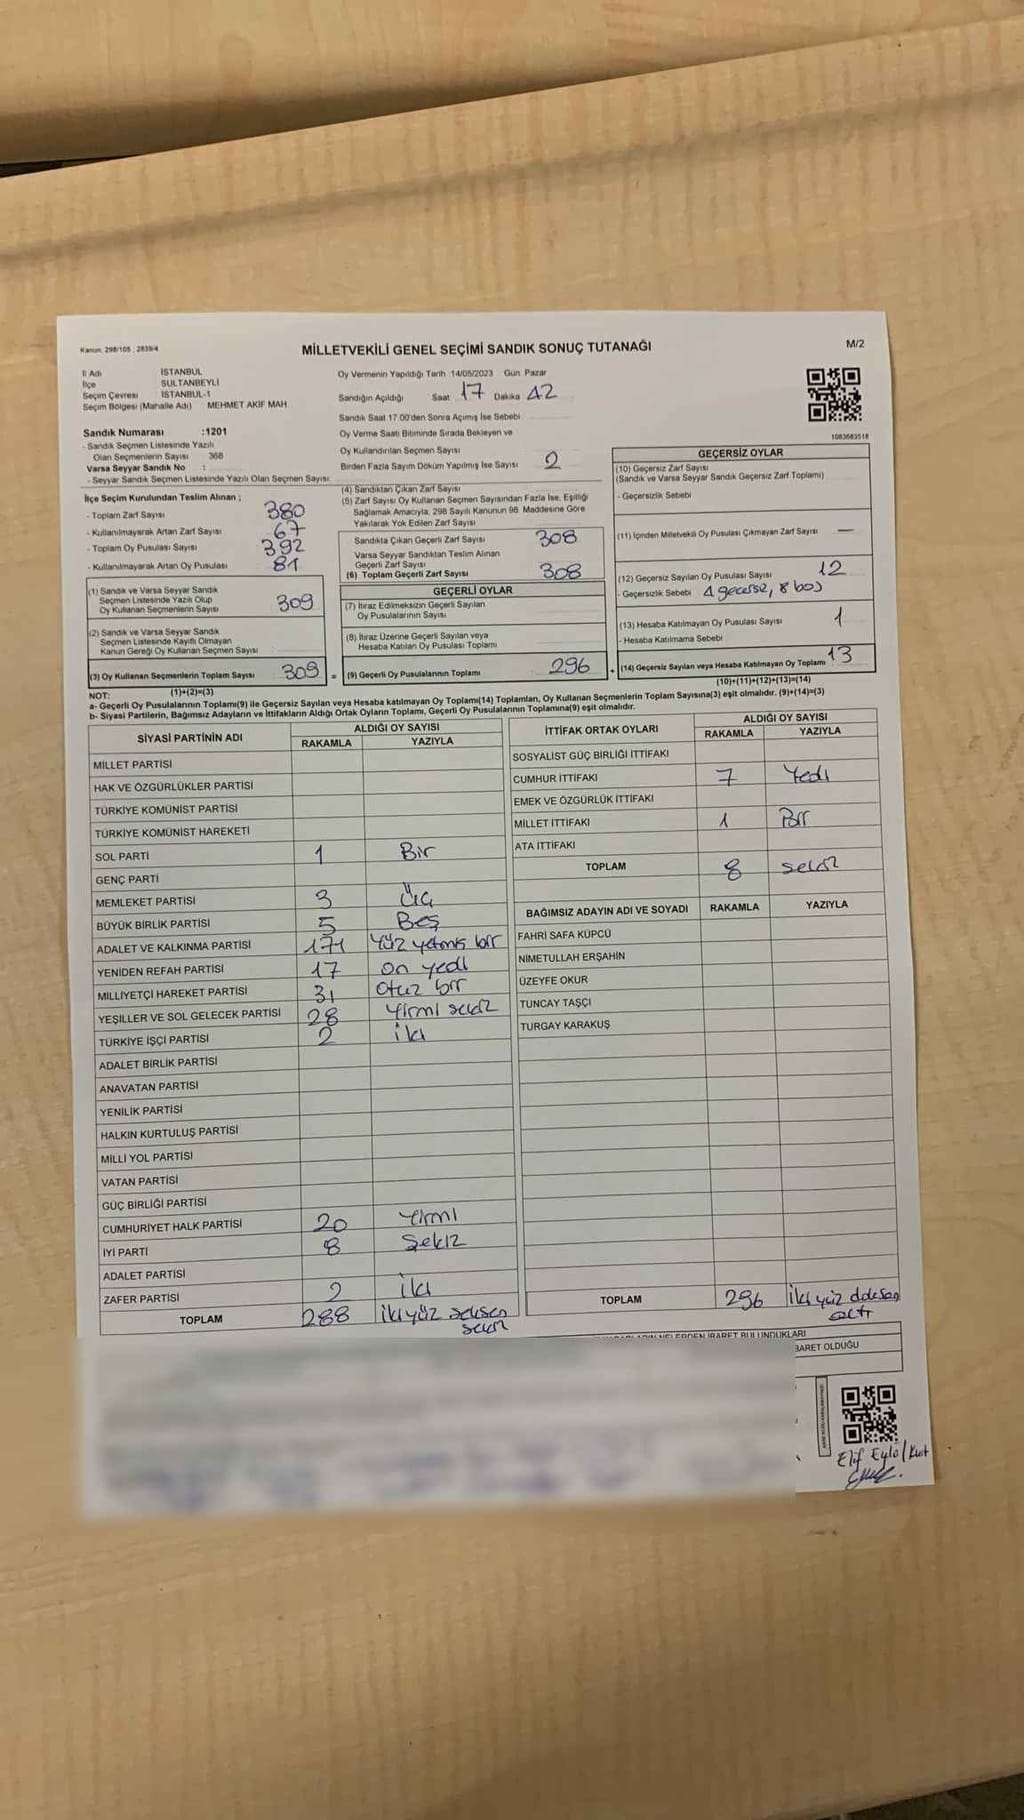 Kanun: 298/105 , 2839/4
MİLLETVEKİLİ GENEL SEÇİMİ SANDIK SONUÇ TUTANAĞI
M/2
İl Adı İSTANBUL
İlçe SULTANBEYLİ
Seçim Çevresi İSTANBUL-1
Seçim Bölgesi (Mahalle Adı) MEHMET AKİF MAH
Sandık Numarası :1201
- Sandık Seçmen Listesinde Yazılı
Olan Seçmenlerin Sayısı 368
Varsa Seyyar Sandık No :
- Seyyar Sandık Seçmen Listesinde Yazılı Olan Seçmen Sayısı:
Oy Vermenin Yapıldığı Tarih 14/05/2023 Gün Pazar
Sandığın Açıldığı Saat 17 Dakika 42
Sandık Saat 17.00'den Sonra Açımış İse Sebebi
Oy Verme Saati Bitiminde Sırada Bekleyen ve
Oy Kullandırılan Seçmen Sayısı
Birden Fazla Sayım Döküm Yapılmış İse Sayısı 2
1083683518
İlçe Seçim Kurulundan Teslim Alınan ;
- Toplam Zarf Sayısı 380
- Kullanılmayarak Artan Zarf Sayısı 67
- Toplam Oy Pusulası Sayısı 392
- Kullanılmayarak Artan Oy Pusulası 81
(1) Sandık ve Varsa Seyyar Sandık
Seçmen Listesinde Yazılı Olup
Oy Kullanan Seçmenlerin Sayısı 309
(2) Sandık ve Varsa Seyyar Sandık
Seçmen Listesinde Kayıtlı Olmayan
Kanun Gereği Oy Kullanan Seçmen Sayısı
(3) Oy Kullanan Seçmenlerin Toplam Sayısı 309
(4) Sandıktan Çıkan Zarf Sayısı
(5) Zarf Sayısı Oy Kullanan Seçmen Sayısından Fazla İse, Eşitliği
Sağlamak Amacıyla, 298 Sayılı Kanunun 98. Maddesine Göre
Yakılarak Yok Edilen Zarf Sayısı
Sandıkta Çıkan Geçerli Zarf Sayısı 308
Varsa Seyyar Sandıktan Teslim Alınan
Geçerli Zarf Sayısı
(6) Toplam Geçerli Zarf Sayısı 308
GEÇERLİ OYLAR
(7) İtiraz Edilmeksizin Geçerli Sayılan
Oy Pusulalarının Sayısı
(8) İtiraz Üzerine Geçerli Sayılan veya
Hesaba Katılan Oy Pusulası Toplamı
= (9) Geçerli Oy Pusulalarının Toplamı 296
GEÇERSİZ OYLAR
(10) Geçersiz Zarf Sayısı
(Sandık ve Varsa Seyyar Sandık Geçersiz Zarf Toplamı)
- Geçersizlik Sebebi
(11) İçinden Milletvekili Oy Pusulası Çıkmayan Zarf Sayısı —
(12) Geçersiz Sayılan Oy Pusulası Sayısı 12
- Geçersizlik Sebebi 4 geçersiz, 8 boş
(13) Hesaba Katılmayan Oy Pusulası Sayısı 1
- Hesaba Katılmama Sebebi
+ (14) Geçersiz Sayılan veya Hesaba Katılmayan Oy Toplamı 13
NOT: (1)+(2)=(3)
(10)+(11)+(12)+(13)=(14)
a- Geçerli Oy Pusulalarının Toplamı(9) ile Geçersiz Sayılan veya Hesaba katılmayan Oy Toplamı(14) Toplamları, Oy Kullanan Seçmenlerin Toplam Sayısına(3) eşit olmalıdır. (9)+(14)=(3)
b- Siyasi Partilerin, Bağımsız Adayların ve İttifakların Aldığı Ortak Oyların Toplamı, Geçerli Oy Pusulalarının Toplamına(9) eşit olmalıdır.
SİYASİ PARTİNİN ADI ALDIĞI OY SAYISI
RAKAMLA YAZIYLA
MİLLET PARTİSİ
HAK VE ÖZGÜRLÜKLER PARTİSİ
TÜRKİYE KOMÜNİST PARTİSİ
TÜRKİYE KOMÜNİST HAREKETİ
SOL PARTİ 1 Bir
GENÇ PARTİ
MEMLEKET PARTİSİ 3 Üç
BÜYÜK BİRLİK PARTİSİ 5 Beş
ADALET VE KALKINMA PARTİSİ 171 Yüz yetmiş bir
YENİDEN REFAH PARTİSİ 17 on yedi
MİLLİYETÇİ HAREKET PARTİSİ 31 otuz bir
YEŞİLLER VE SOL GELECEK PARTİSİ 28 Yirmi sekiz
TÜRKİYE İŞÇİ PARTİSİ 2 iki
ADALET BİRLİK PARTİSİ
ANAVATAN PARTİSİ
YENİLİK PARTİSİ
HALKIN KURTULUŞ PARTİSİ
MİLLİ YOL PARTİSİ
VATAN PARTİSİ
GÜÇ BİRLİĞİ PARTİSİ
CUMHURİYET HALK PARTİSİ 20 Yirmi
İYİ PARTİ 8 Sekiz
ADALET PARTİSİ
ZAFER PARTİSİ 2 iki
TOPLAM 288 İkiyüz seksen
sekiz
İTTİFAK ORTAK OYLARI ALDIĞI OY SAYISI
RAKAMLA YAZIYLA
SOSYALİST GÜÇ BİRLİĞİ İTTİFAKI
CUMHUR İTTİFAKI 7 Yedi
EMEK VE ÖZGÜRLÜK İTTİFAKI
MİLLET İTTİFAKI 1 Bir
ATA İTTİFAKI
TOPLAM 8 sekiz
BAĞIMSIZ ADAYIN ADI VE SOYADI RAKAMLA YAZIYLA
FAHRİ SAFA KÜPCÜ
NİMETULLAH ERŞAHİN
ÜZEYFE OKUR
TUNCAY TAŞÇI
TURGAY KARAKUŞ
TOPLAM 296 İki yüz doksan
altı
İBARET BULUNDUKLARI
BARET OLDUĞU
Elif Eylül Kurt